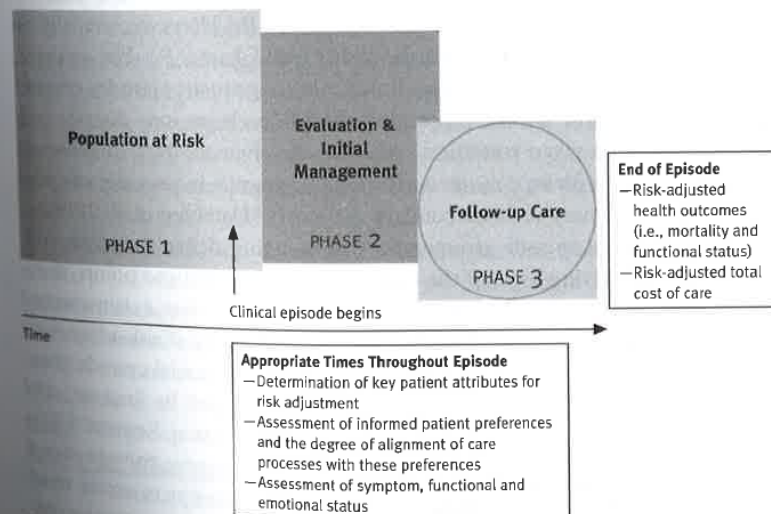 Population at Risk
PHASE 1
Evaluation &
Initial
Management
PHASE 2
Follow-up Care
PHASE 3
End of Episode
—Risk-adjusted
health outcomes
(i.e., mortality and
functional status)
—Risk-adjusted total
cost of care
Clinical episode begins
Time
Appropriate Times Throughout Episode
—Determination of key patient attributes for
risk adjustment
—Assessment of informed patient preferences
and the degree of alignment of care
processes with these preferences
—Assessment of symptom, functional and
emotional status